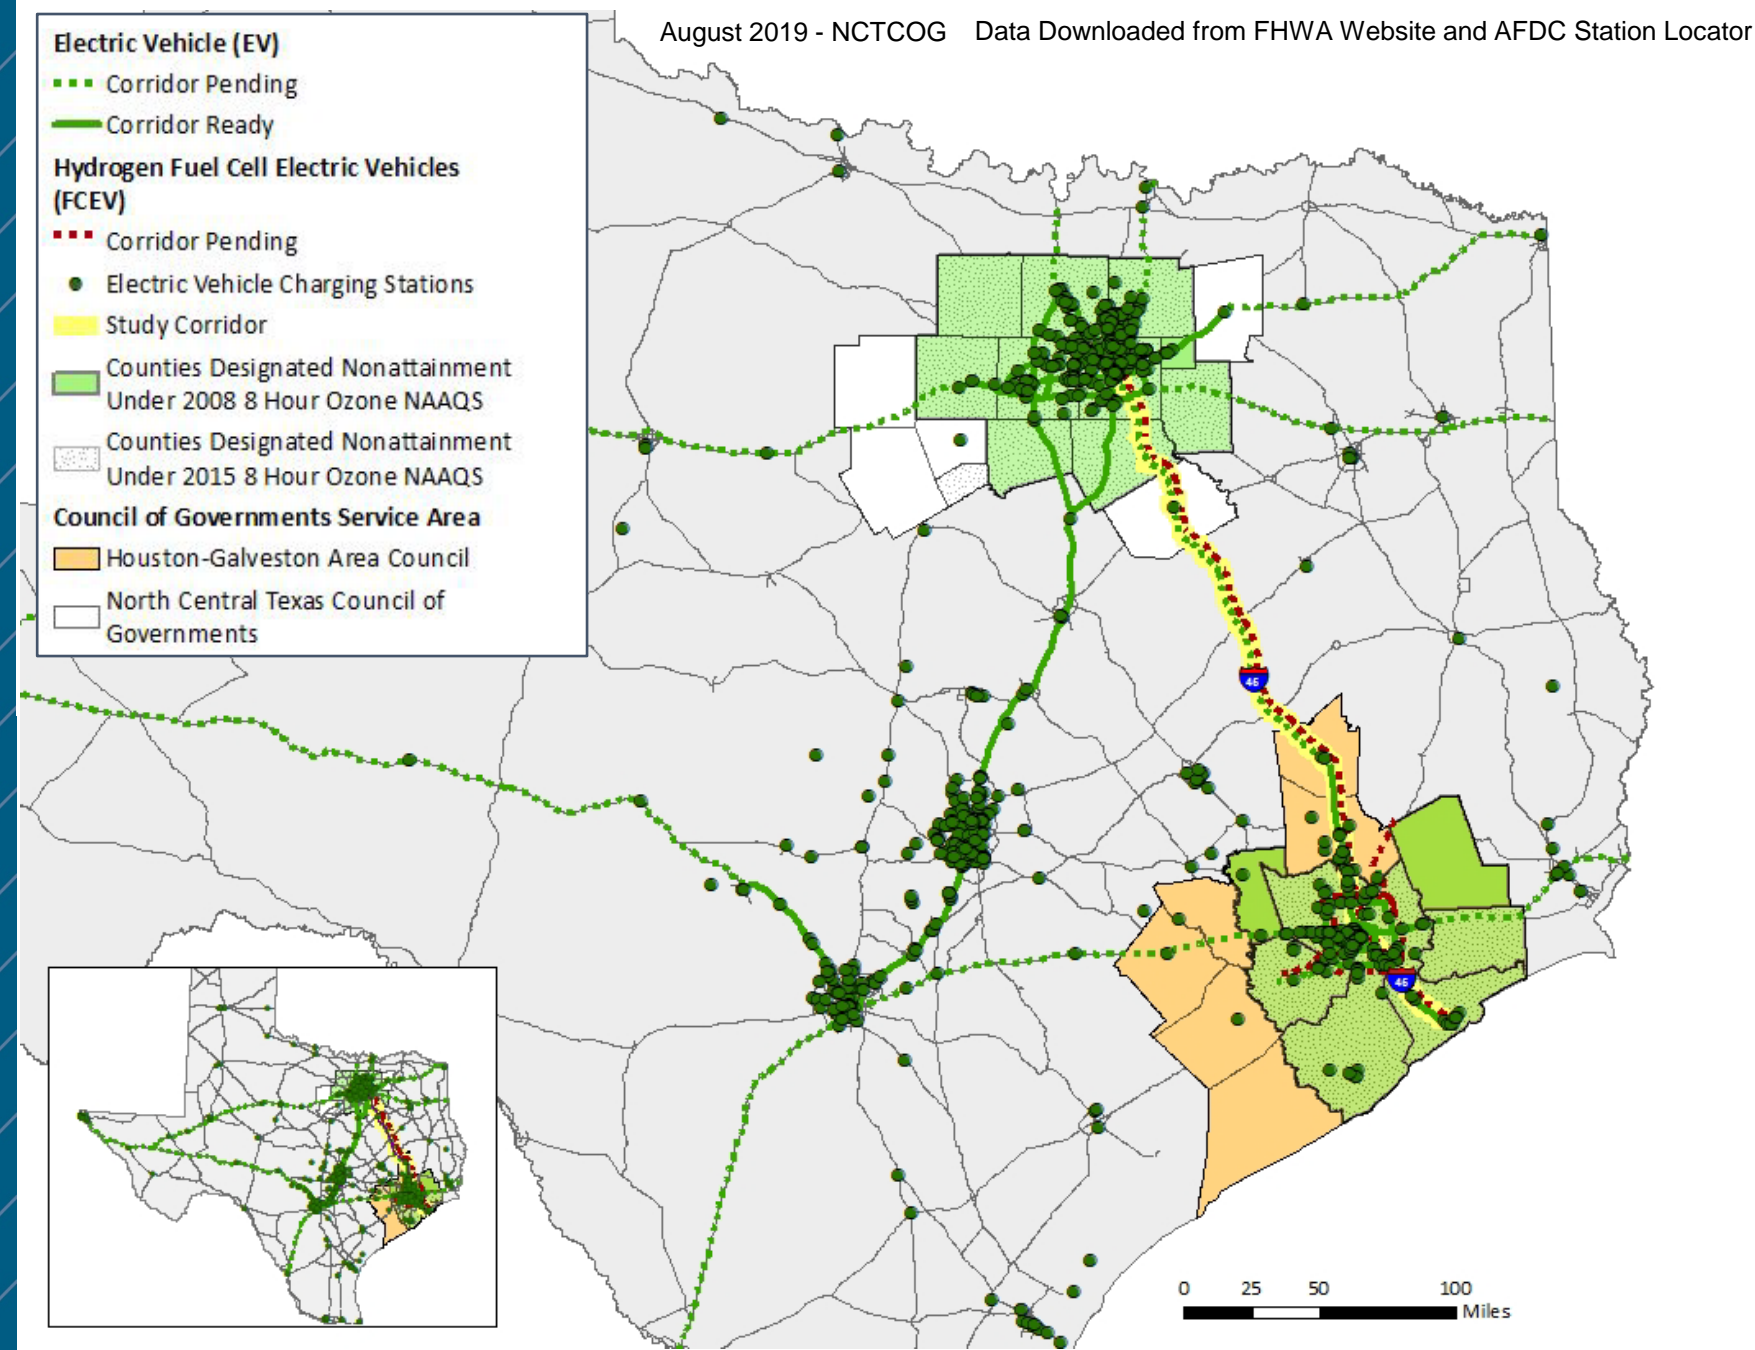 August 2019 - NCTCOG Data Downloaded from FHWA Website and AFDC Station Locator
Electric Vehicle (EV)
Corridor Pending
Corridor Ready
Hydrogen Fuel Cell Electric Vehicles
(FCEV)
Corridor Pending
Electric Vehicle Charging Stations
Study Corridor
Counties Designated Nonattainment
Under 2008 8 Hour Ozone NAAQS
Counties Designated Nonattainment
Under 2015 8 Hour Ozone NAAQS
Council of Governments Service Area
Houston-Galveston Area Council
North Central Texas Council of
Governments
46
46
0 25 50 100
Miles